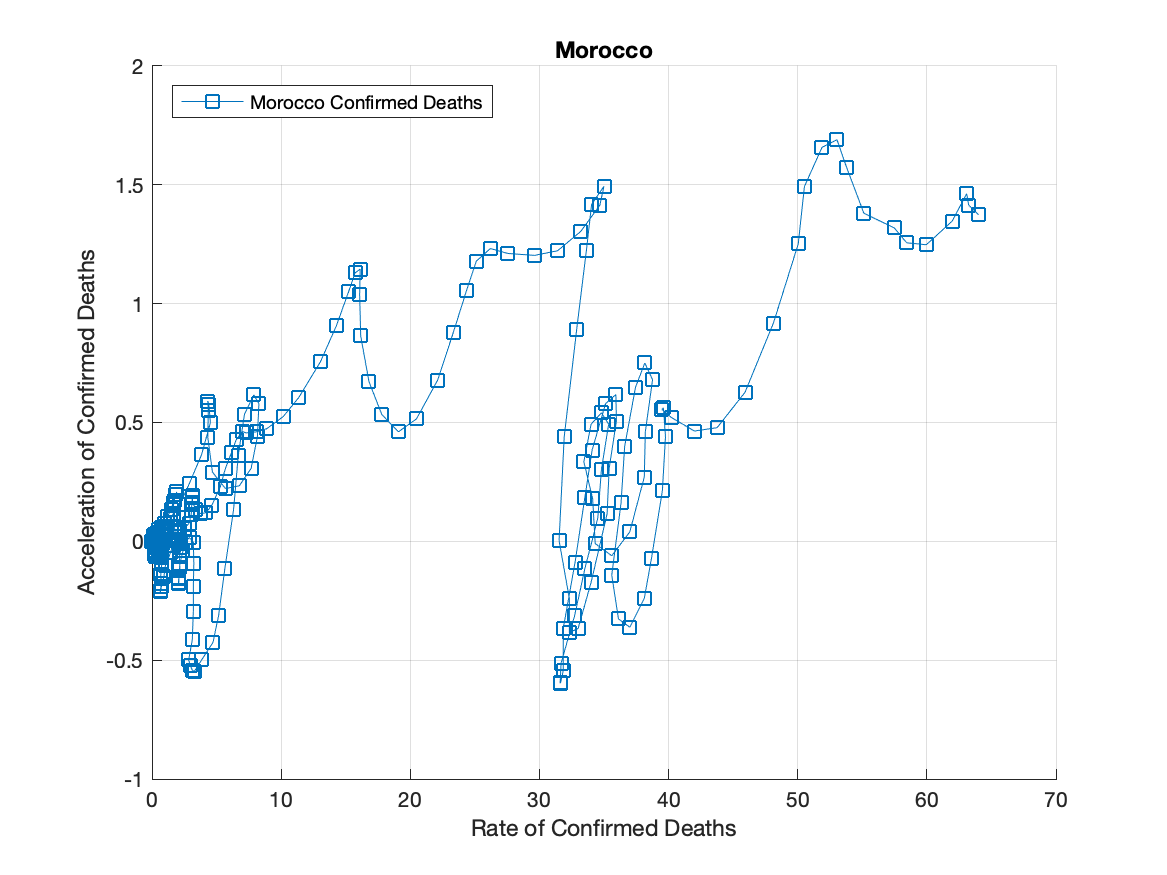 Morocco
Morocco Confirmed Deaths
Acceleration of Confirmed Deaths
2
1.5
1
0.5
0
-0.5
-1
0 10 20 30 40 50 60 70
Rate of Confirmed Deaths